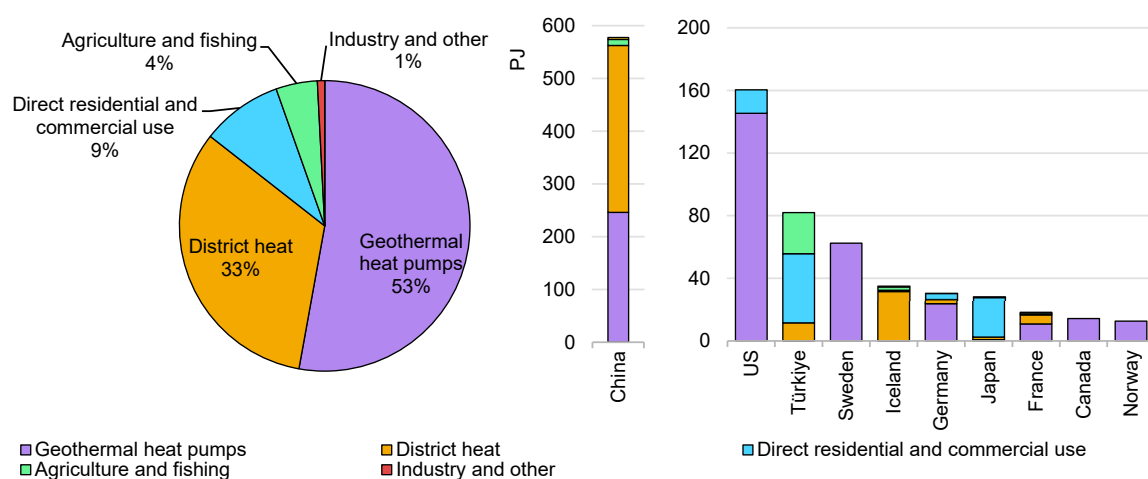 Agriculture and fishing
4%
Industry and other
1%
Direct residential and
commercial use
9%
District heat
33%
Geothermal
heat pumps
53%
PJ
600
500
400
300
200
100
0
China
200
160
120
80
40
0
US
Türkiye
Sweden
Iceland
Germany
Japan
France
Canada
Norway
Geothermal heat pumps
District heat
Direct residential and commercial use
Agriculture and fishing
Industry and other